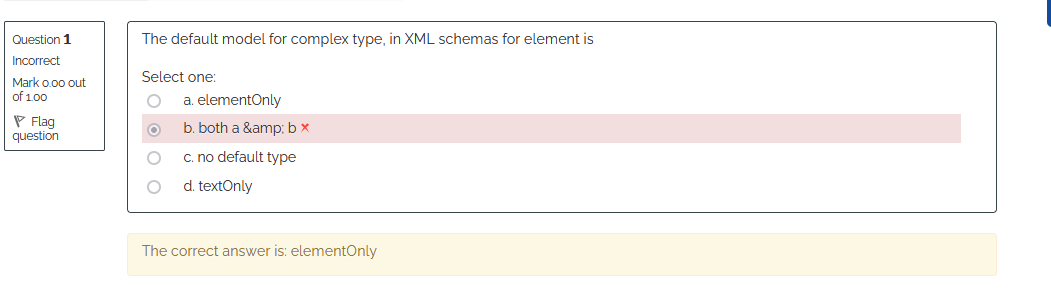 Question 1
Incorrect
Mark 0.00 out
of 1.00
Flag
question
The default model for complex type, in XML schemas for element is
Select one:
a. elementOnly
b. both a &amp; b
c. no default type
d. textOnly
The correct answer is: elementOnly